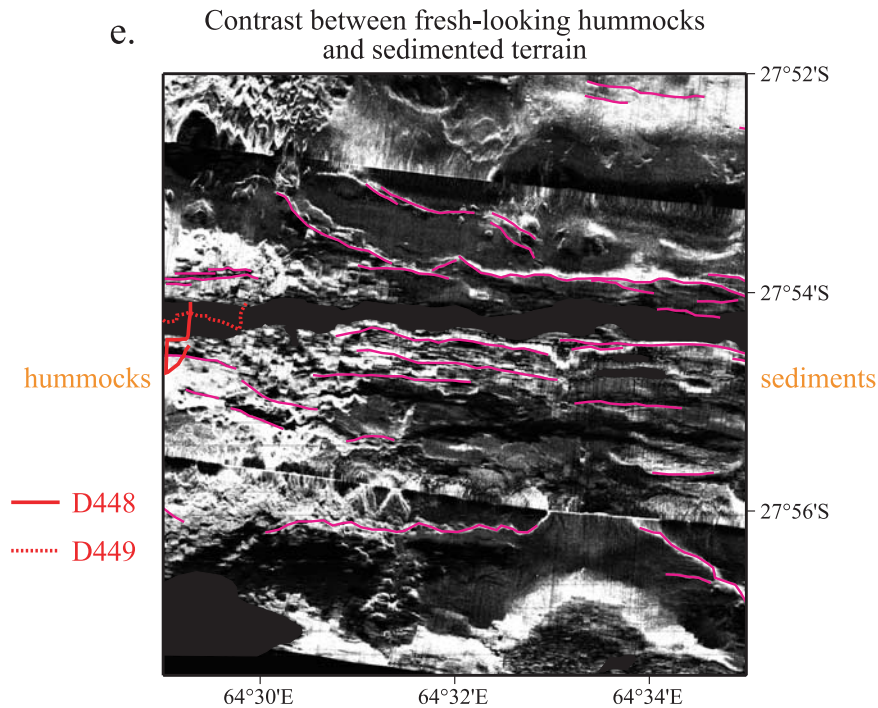 e.
Contrast between fresh-looking hummocks
and sedimented terrain
27°52'S
27°54'S
hummocks
sediments
D448
27°56'S
D449
64°30'E
64°32'E
64°34'E